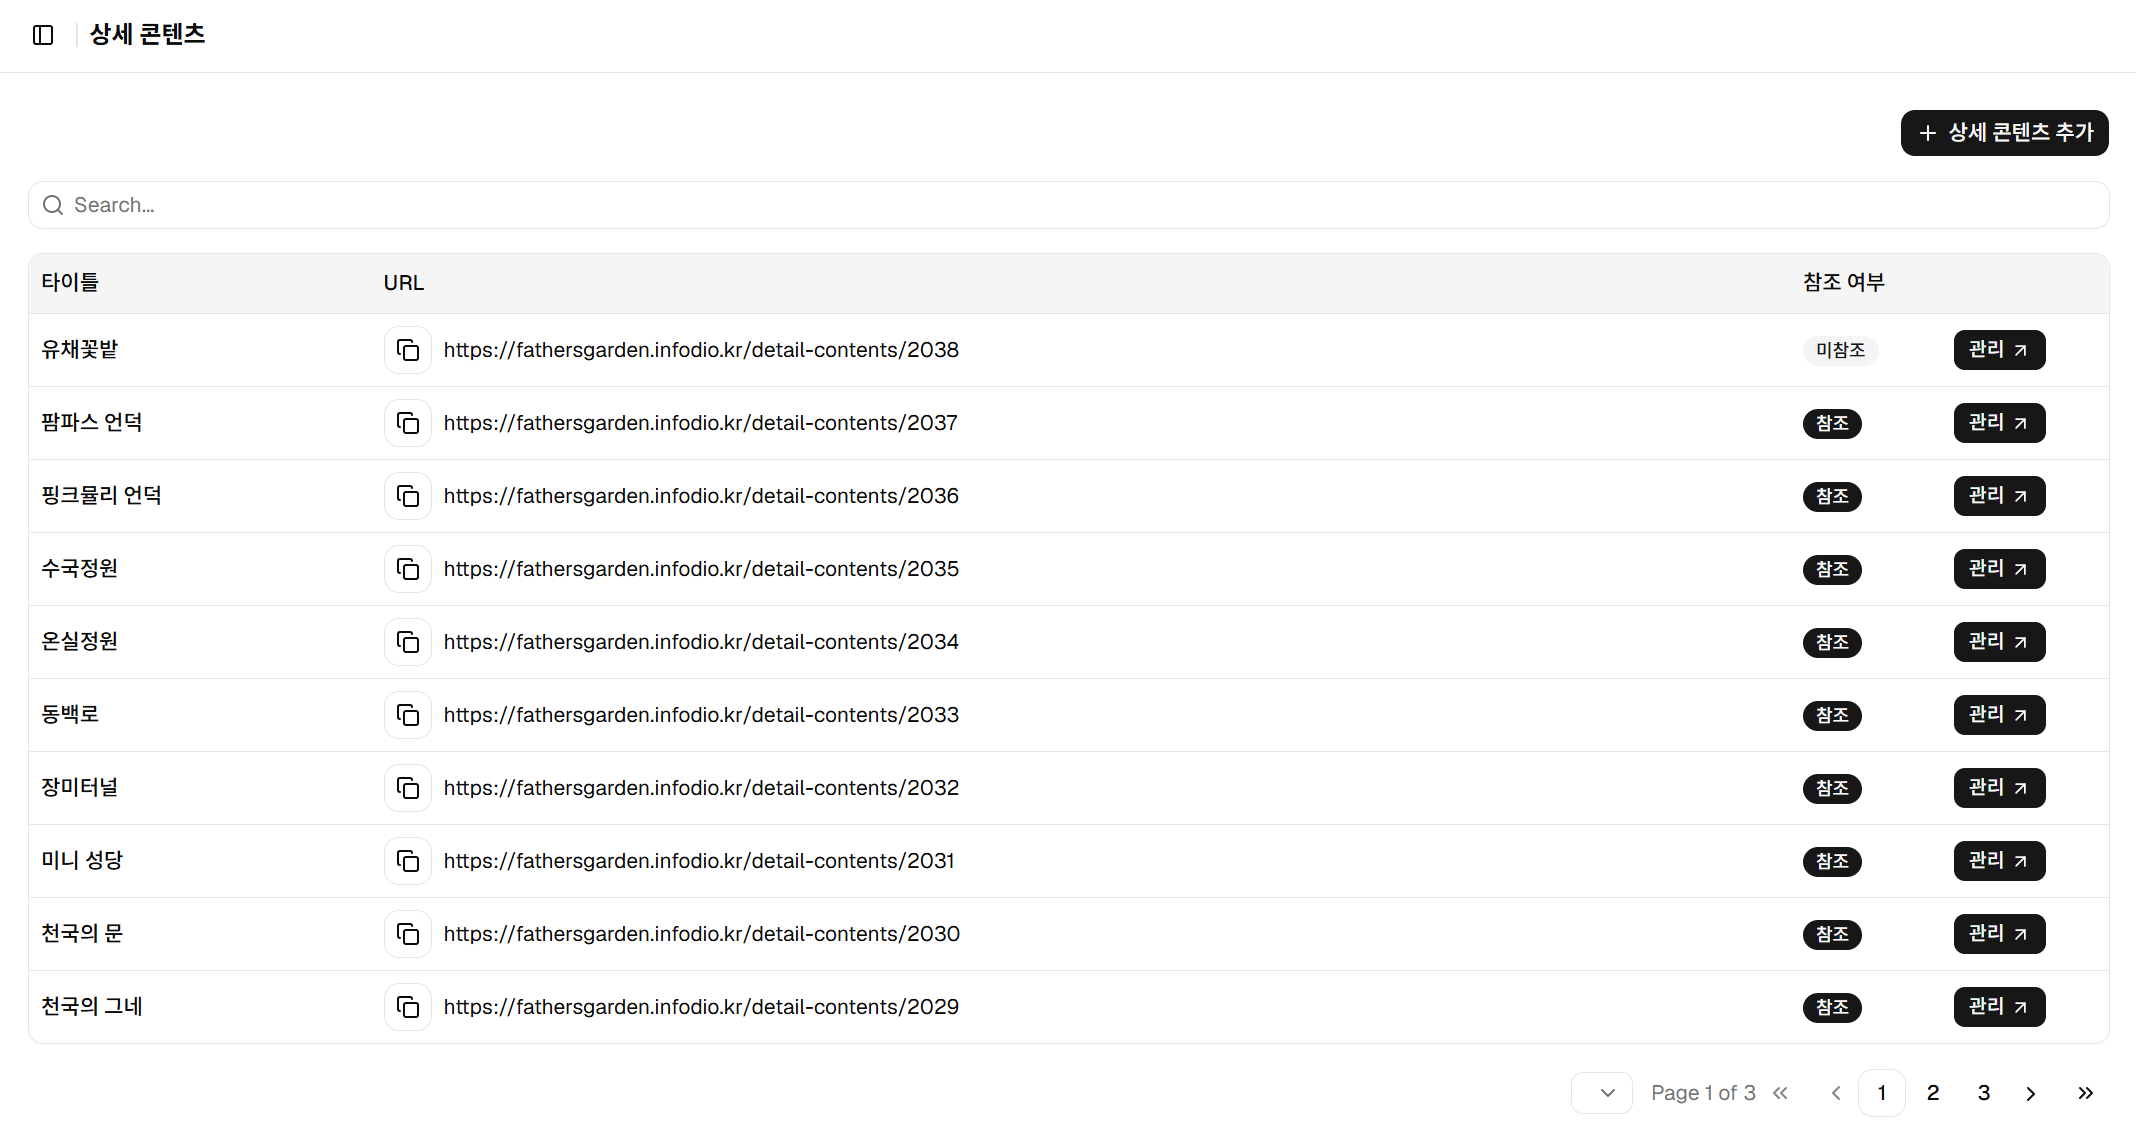 상세 콘텐츠
상세 콘텐츠 추가
Search...
타이틀 URL 참조 여부
유채꽃밭 https://fathersgarden.infodio.kr/detail-contents/2038 미참조 관리
팜파스 언덕 https://fathersgarden.infodio.kr/detail-contents/2037 참조 관리
핑크뮬리 언덕 https://fathersgarden.infodio.kr/detail-contents/2036 참조 관리
수국정원 https://fathersgarden.infodio.kr/detail-contents/2035 참조 관리
온실정원 https://fathersgarden.infodio.kr/detail-contents/2034 참조 관리
동백로 https://fathersgarden.infodio.kr/detail-contents/2033 참조 관리
장미터널 https://fathersgarden.infodio.kr/detail-contents/2032 참조 관리
미니 성당 https://fathersgarden.infodio.kr/detail-contents/2031 참조 관리
천국의 문 https://fathersgarden.infodio.kr/detail-contents/2030 참조 관리
천국의 그네 https://fathersgarden.infodio.kr/detail-contents/2029 참조 관리
Page 1 of 3 1 2 3